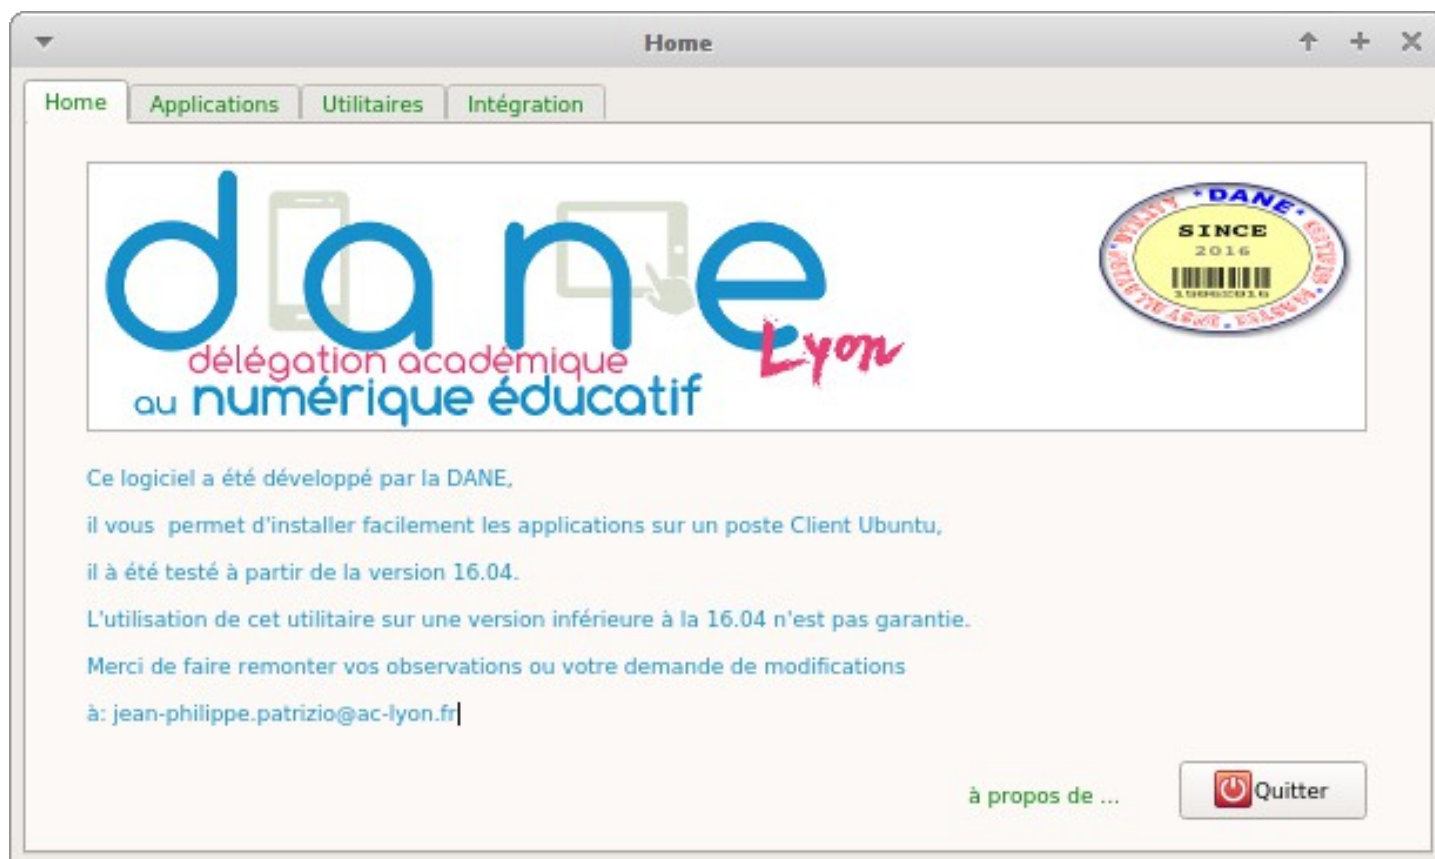 Home
Home Applications Utilitaires Intégration
dane
Lyon
délégation académique
au numérique éducatif
*DANE*
SINCE
2016
Ce logiciel a été développé par la DANE,
il vous  permet d'installer facilement les applications sur un poste Client Ubuntu,
il à été testé à partir de la version 16.04.
L'utilisation de cet utilitaire sur une version inférieure à la 16.04 n'est pas garantie.
Merci de faire remonter vos observations ou votre demande de modifications
à: jean-philippe.patrizio@ac-lyon.fr
à propos de ...
Quitter